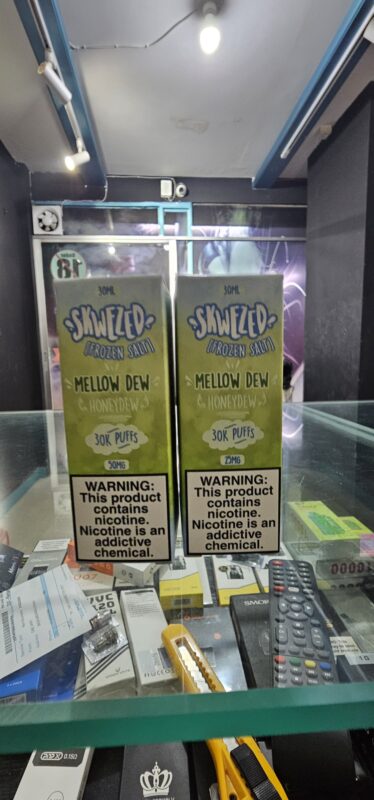 18
30ML
SKWEZED
[FROZEN SALT]
MELLOW DEW
HONEYDEW
30K PUFFS
50MG
WARNING:
This product
contains
nicotine.
Nicotine is an
addictive
chemical.
30ML
SKWEZED
[FROZEN SALT]
MELLOW DEW
HONEYDEW
30K PUFFS
25MG
WARNING:
This product
contains
nicotine.
Nicotine is an
addictive
chemical.
SMOK